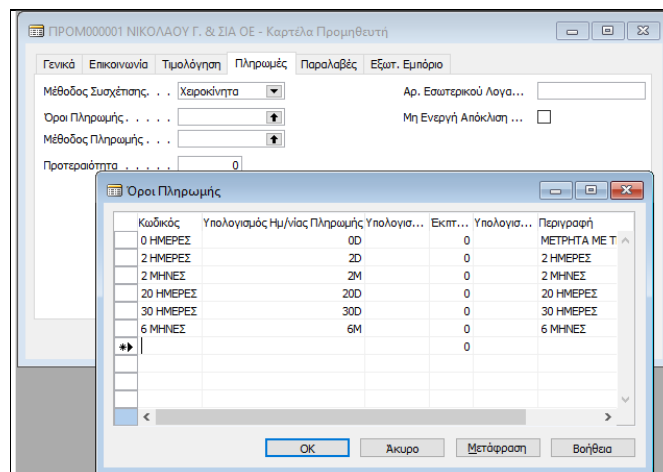 ΠΡΟΜ000001 ΝΙΚΟΛΑΟΥ Γ. & ΣΙΑ ΟΕ - Καρτέλα Προμηθευτή
Γενικά Επικοινωνία Τιμολόγηση Πληρωμές Παραλαβές Εξωτ. Εμπόριο
Μέθοδος Συσχέτισης. . . Χειροκίνητα Αρ. Εσωτερικού Λογα...
Όροι Πληρωμής . . . . . Μη Ενεργή Απόκλιση ...
Μέθοδος Πληρωμής . . .
Προτεραιότητα . . . . . 0
Όροι Πληρωμής
Κωδικός Υπολογισμός Ημ/νίας Πληρωμής Υπολογισ... Έκπτ... Υπολογισ... Περιγραφή
0 ΗΜΕΡΕΣ 0D 0 ΜΕΤΡΗΤΑ ΜΕ Τ
2 ΗΜΕΡΕΣ 2D 0 2 ΗΜΕΡΕΣ
2 ΜΗΝΕΣ 2M 0 2 ΜΗΝΕΣ
20 ΗΜΕΡΕΣ 20D 0 20 ΗΜΕΡΕΣ
30 ΗΜΕΡΕΣ 30D 0 30 ΗΜΕΡΕΣ
6 ΜΗΝΕΣ 6M 0 6 ΜΗΝΕΣ
0
OK Άκυρο Μετάφραση Βοήθεια